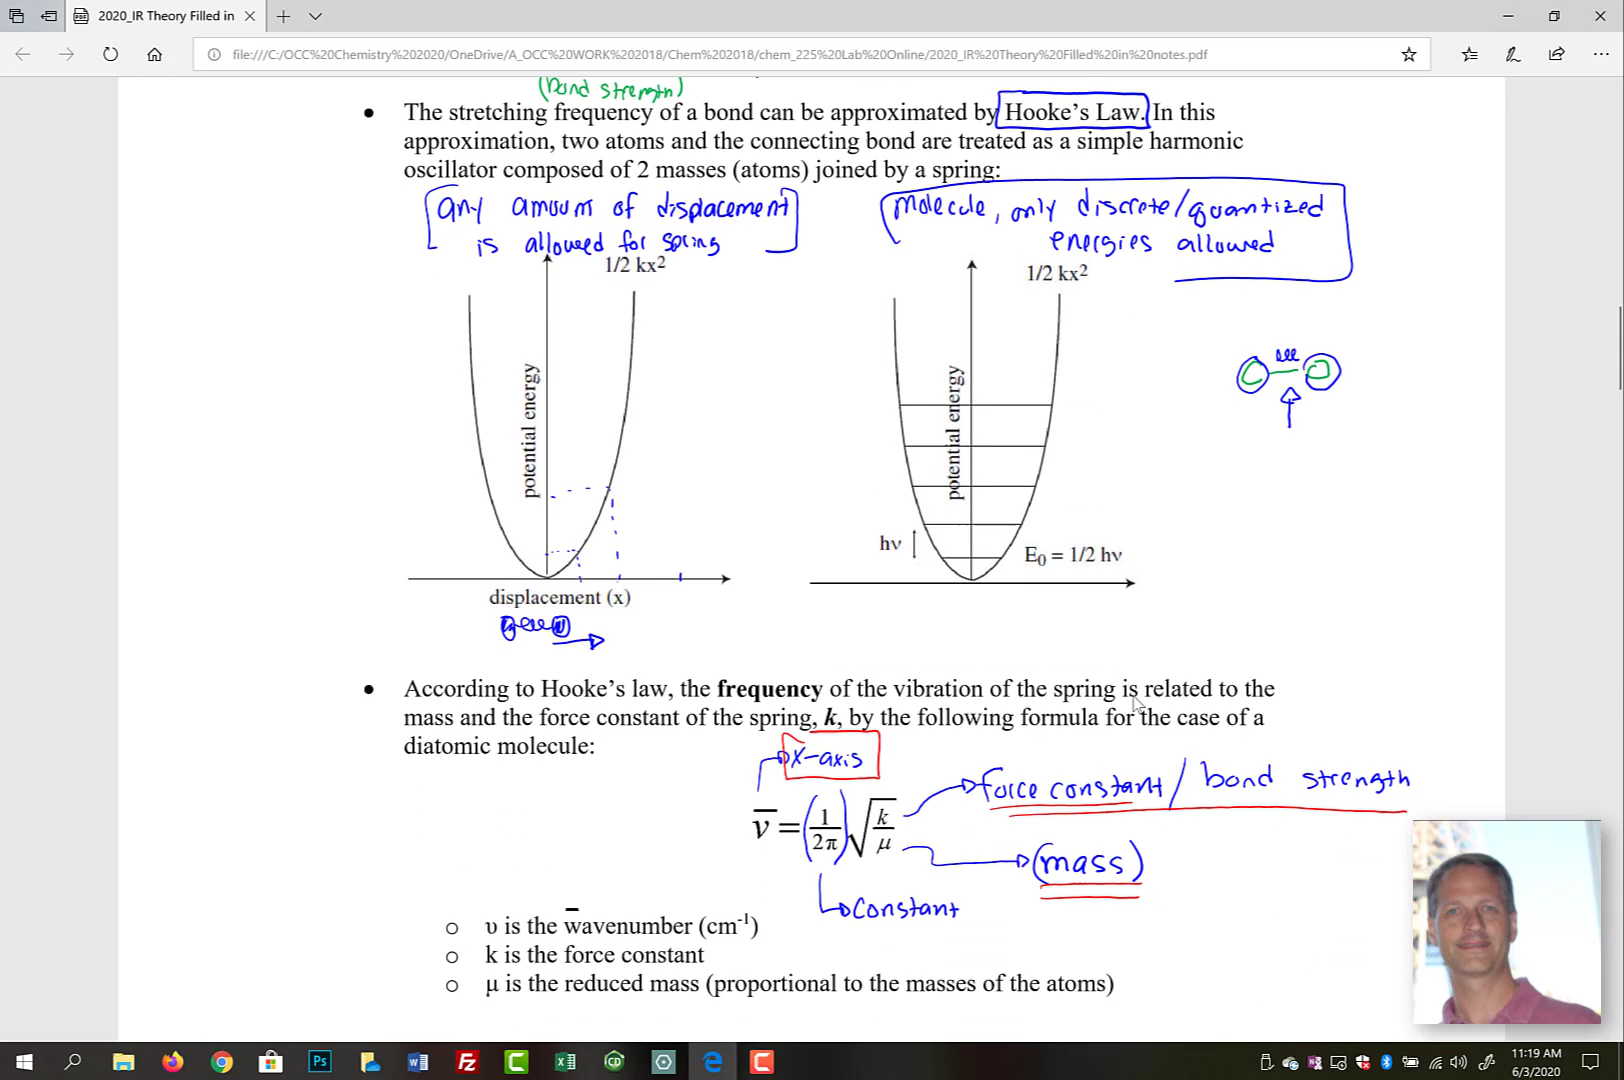 2020_IR Theory Filled in
file:///C:/OCC%20Chemistry%202020/OneDrive/A_OCC%20WORK%202018/Chem%202018/chem_225%20Lab%20Online/2020_IR%20Theory%20Filled%20in%20notes.pdf
(bond strength)
• The stretching frequency of a bond can be approximated by Hooke's Law. In this
approximation, two atoms and the connecting bond are treated as a simple harmonic
oscillator composed of 2 masses (atoms) joined by a spring:
any amount of displacement
is allowed for spring
molecule, only discrete/quantized
energies allowed
1/2 kx²
potential energy
displacement (x)
1/2 kx²
potential energy
hν
E₀ = 1/2 hν
C O
• According to Hooke's law, the frequency of the vibration of the spring is related to the
mass and the force constant of the spring, k, by the following formula for the case of a
diatomic molecule:
x-axis
force constant / bond strength
ν̅ = (1/2π) √(k/μ)
(mass)
constant
o υ is the w̅avenumber (cm⁻¹)
o k is the force constant
o μ is the reduced mass (proportional to the masses of the atoms)
11:19 AM
6/3/2020